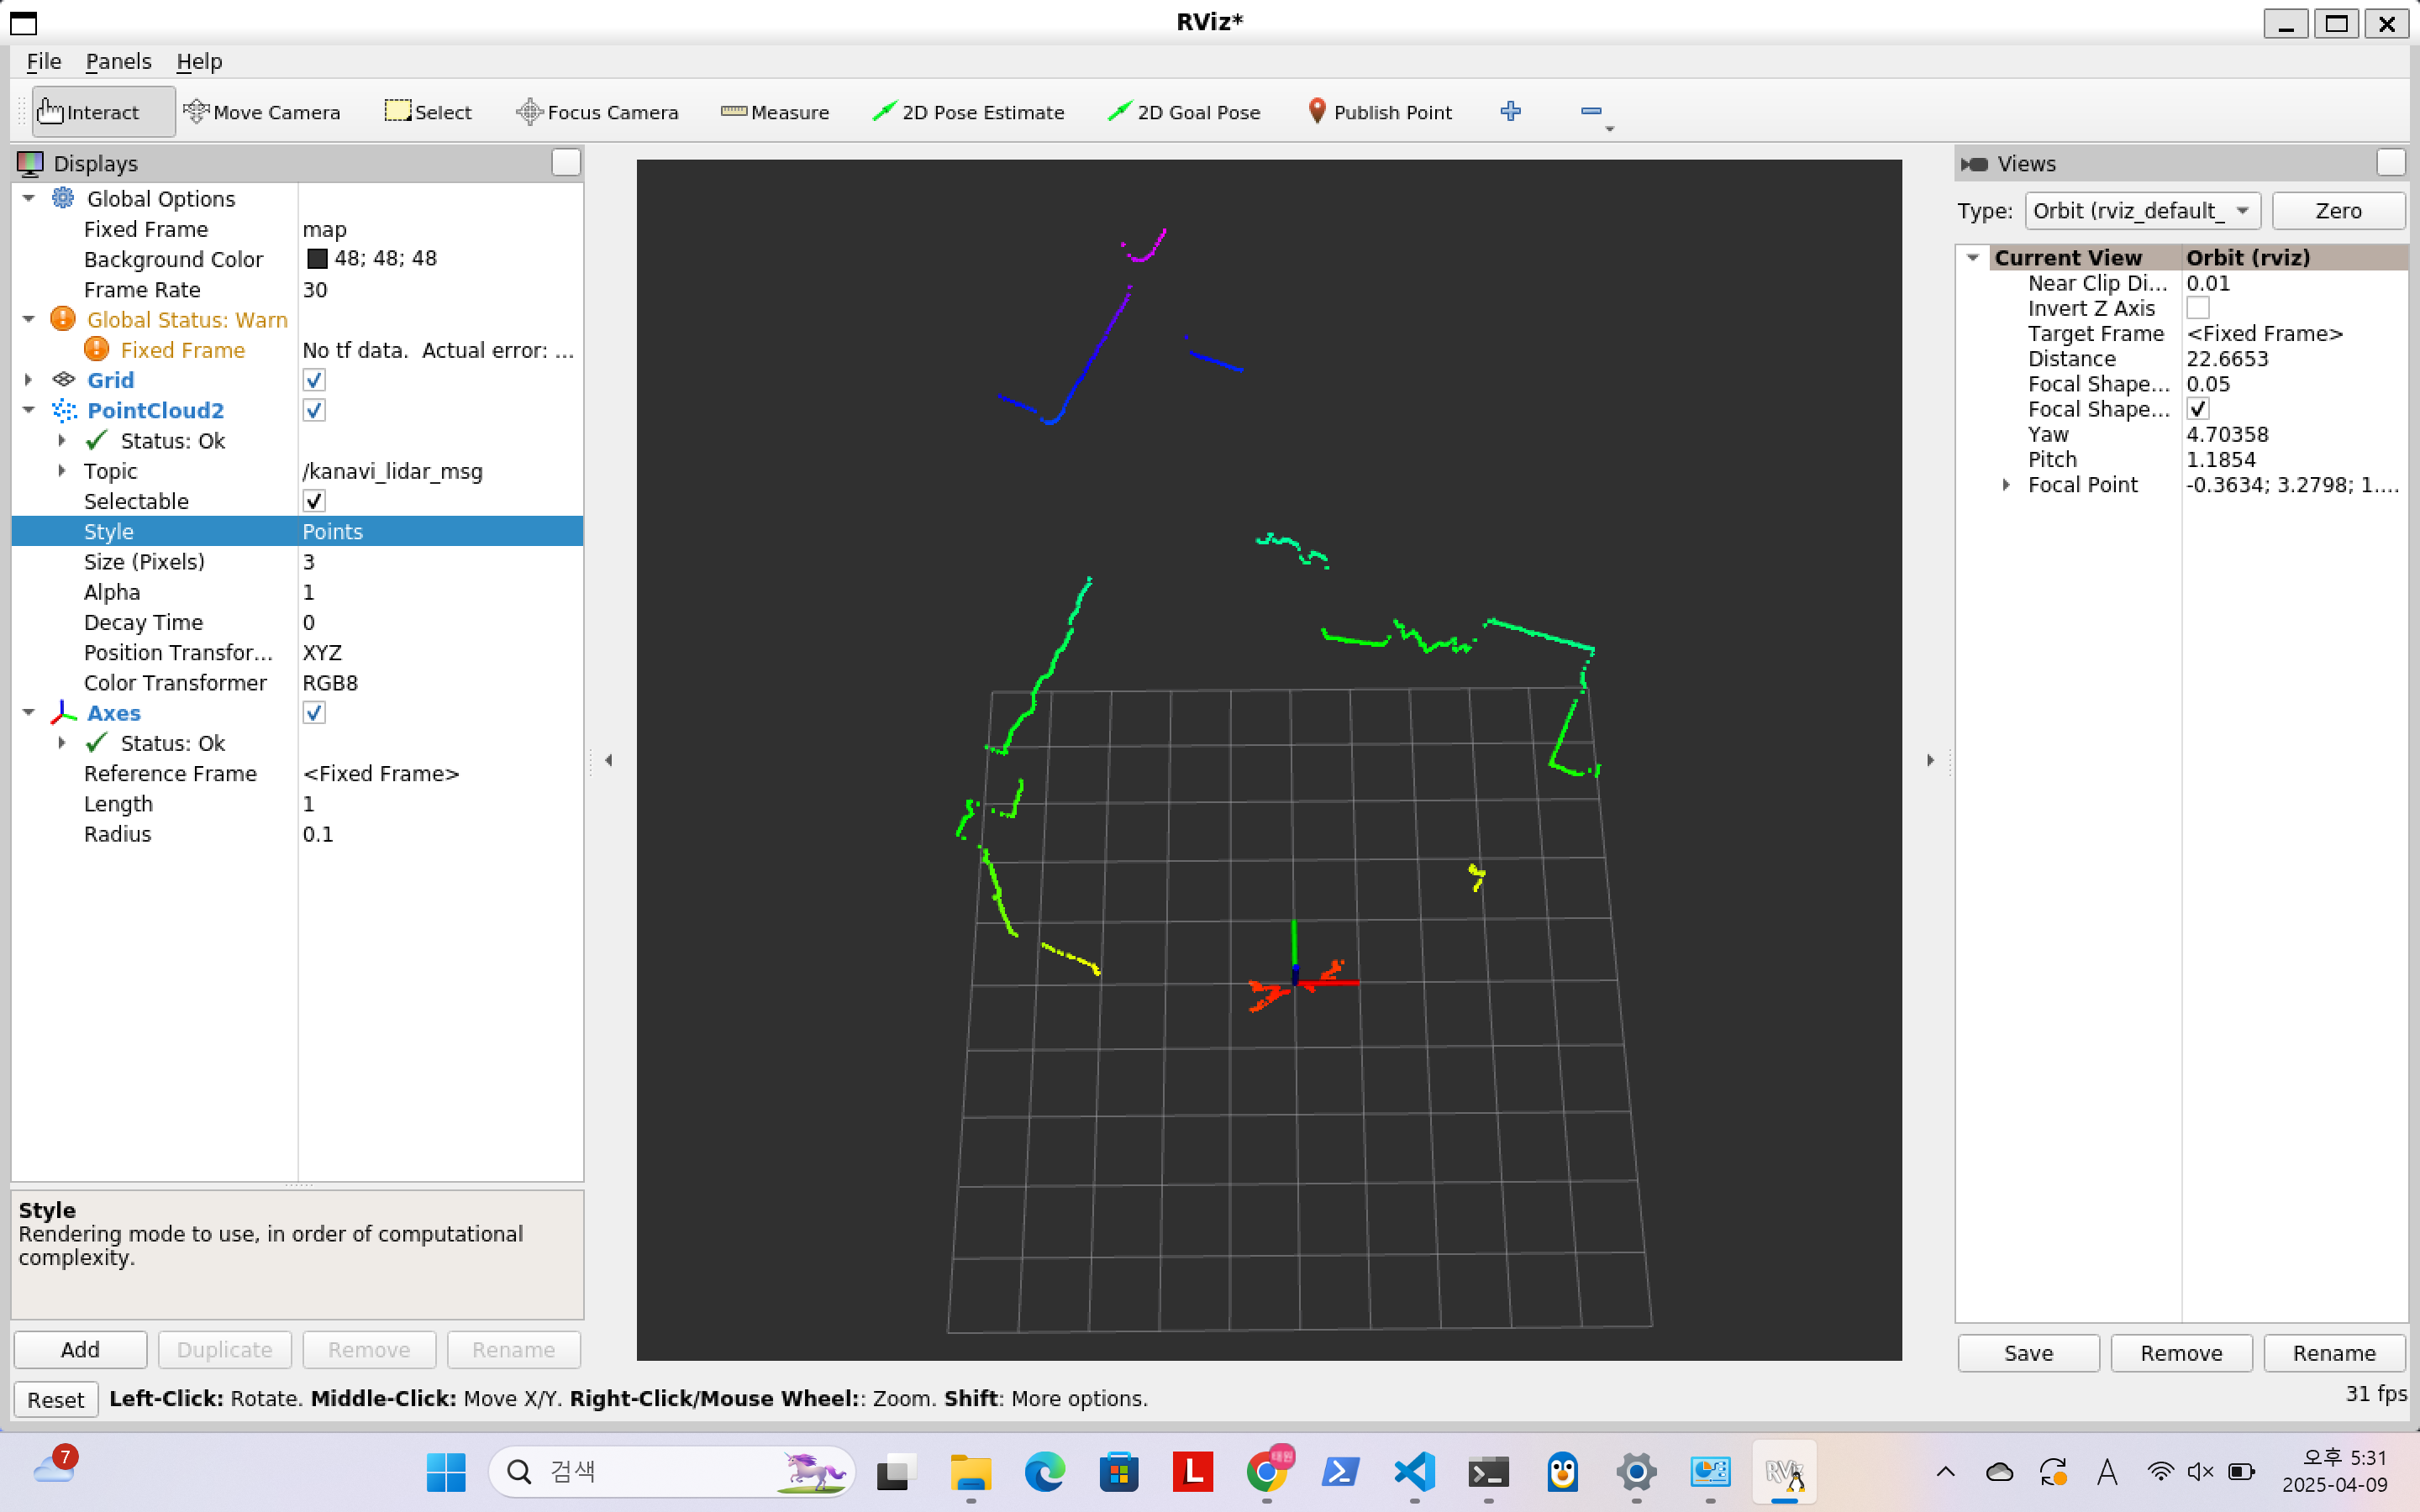 RViz*
File Panels Help
Interact Move Camera Select Focus Camera Measure 2D Pose Estimate 2D Goal Pose Publish Point
Displays
Global Options
Fixed Frame map
Background Color 48; 48; 48
Frame Rate 30
Global Status: Warn
Fixed Frame No tf data. Actual error: ...
Grid
PointCloud2
Status: Ok
Topic /kanavi_lidar_msg
Selectable
Style Points
Size (Pixels) 3
Alpha 1
Decay Time 0
Position Transfor... XYZ
Color Transformer RGB8
Axes
Status: Ok
Reference Frame <Fixed Frame>
Length 1
Radius 0.1
Style
Rendering mode to use, in order of computational
complexity.
Add Duplicate Remove Rename
Reset Left-Click: Rotate. Middle-Click: Move X/Y. Right-Click/Mouse Wheel:: Zoom. Shift: More options.
Views
Type: Orbit (rviz_default_ Zero
Current View Orbit (rviz)
Near Clip Di... 0.01
Invert Z Axis
Target Frame <Fixed Frame>
Distance 22.6653
Focal Shape... 0.05
Focal Shape...
Yaw 4.70358
Pitch 1.1854
Focal Point -0.3634; 3.2798; 1....
Save Remove Rename
31 fps
7
검색
L
태원
RViz
A
오후 5:31
2025-04-09